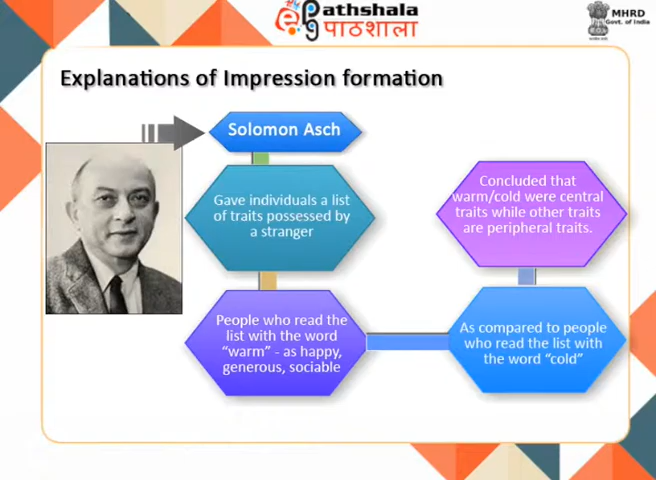 Pathshala
पाठशाला
MHRD
Govt. of India
Explanations of Impression formation
Solomon Asch
Gave individuals a list
of traits possessed by
a stranger
People who read the
list with the word
"warm" - as happy,
generous, sociable
As compared to people
who read the list with
the word "cold"
Concluded that
warm/cold were central
traits while other traits
are peripheral traits.